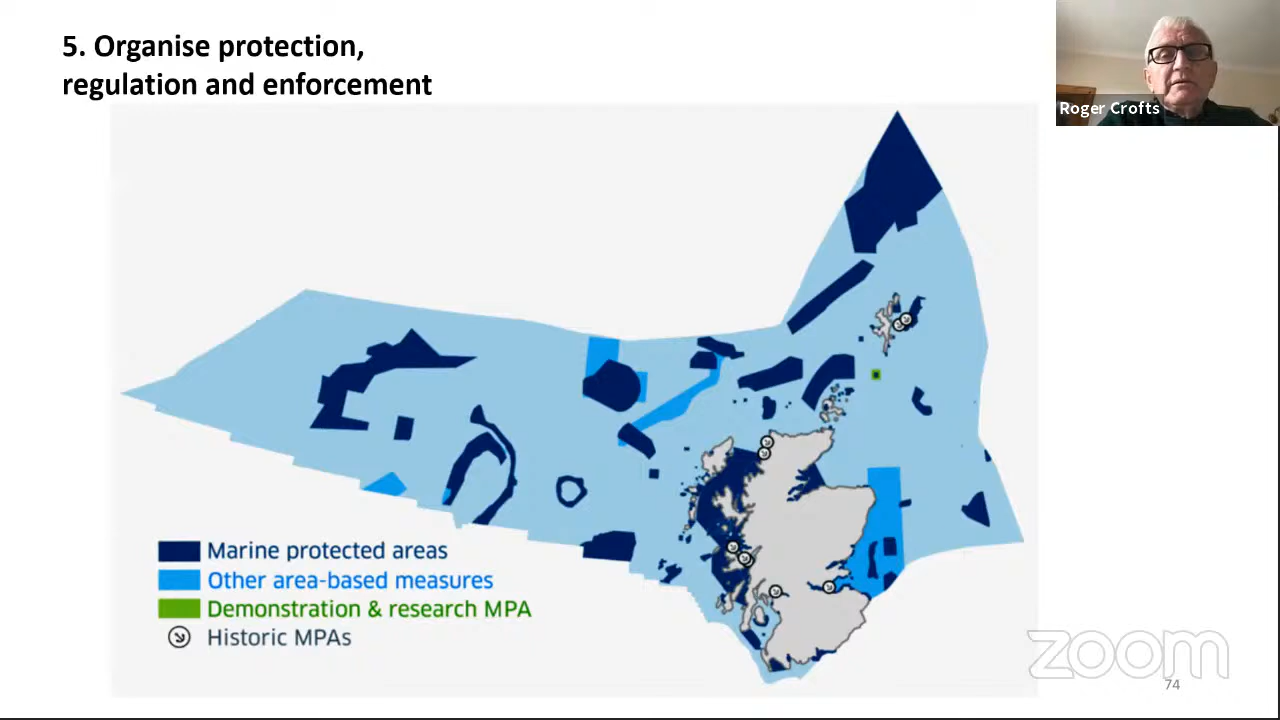 5. Organise protection,
regulation and enforcement
Roger Crofts
Marine protected areas
Other area-based measures
Demonstration & research MPA
Historic MPAs
zoom
74